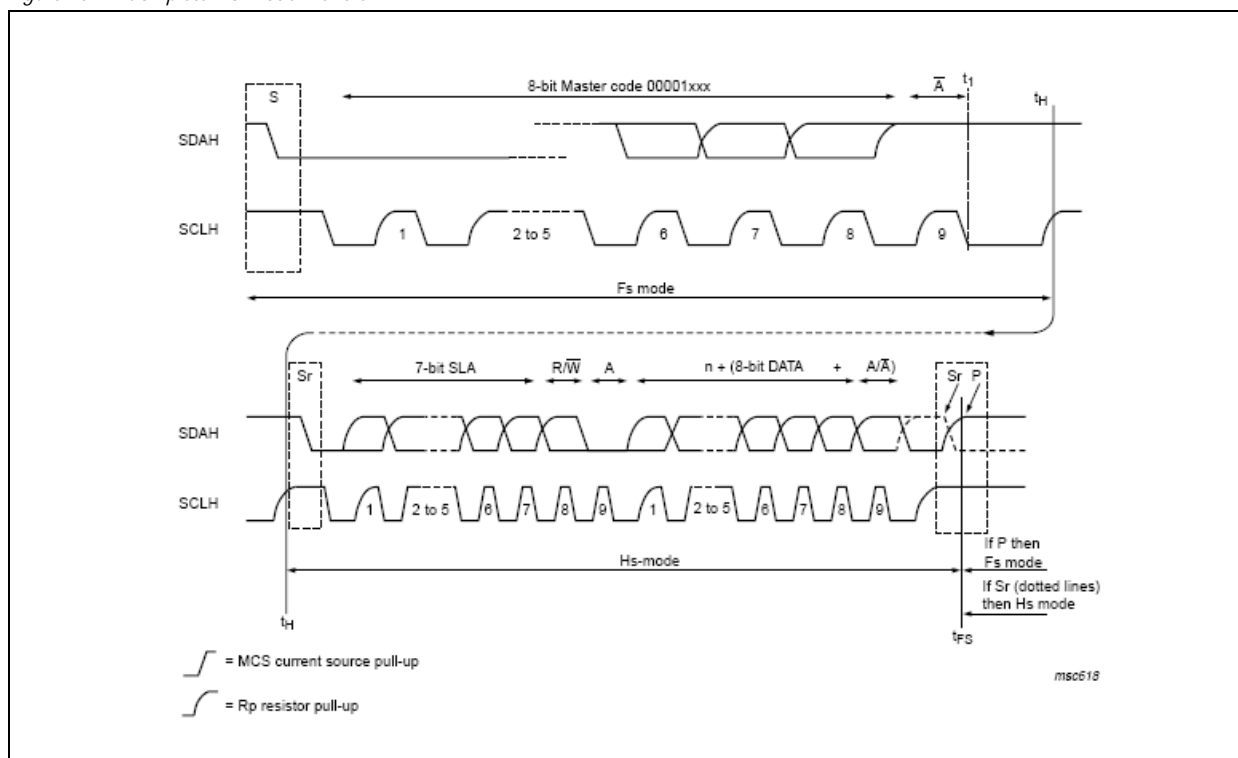 8-bit Master code 00001xxx
A̅
t1
tH
S
SDAH
SCLH
1
2 to 5
6
7
8
9
Fs mode
Sr
7-bit SLA
R/W̅
A
n + (8-bit DATA
+
A/A̅)
Sr
P
SDAH
SCLH
1
2 to 5
6
7
8
9
1
2 to 5
6
7
8
9
If P then
Fs mode
Hs-mode
If Sr (dotted lines)
then Hs mode
tH
tFS
= MCS current source pull-up
= Rp resistor pull-up
msc618